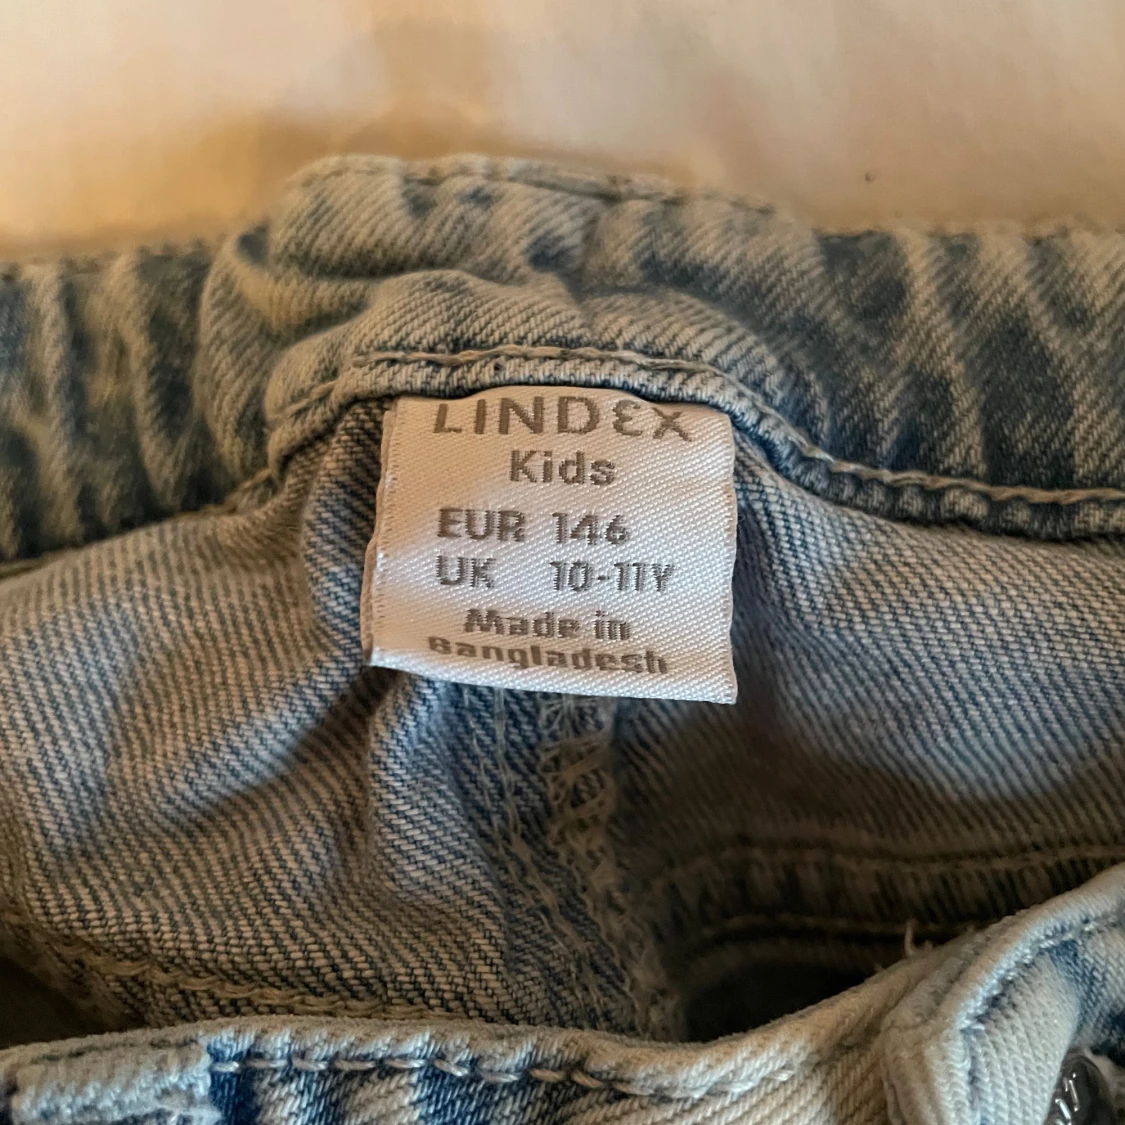 LINDEX
Kids
EUR 146
UK 10-11Y
Made in
Bangladesh